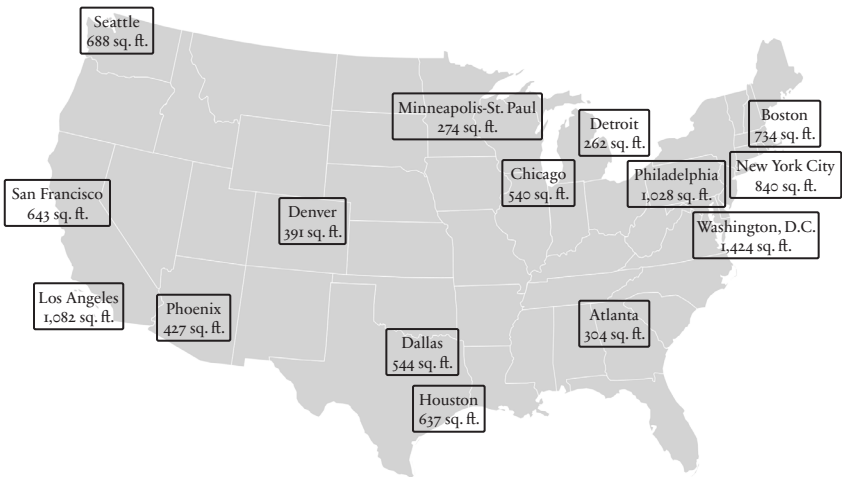 Seattle
688 sq. ft.
Minneapolis-St. Paul
274 sq. ft.
Detroit
262 sq. ft.
Boston
734 sq. ft.
Chicago
540 sq. ft.
Philadelphia
1,028 sq. ft.
New York City
840 sq. ft.
San Francisco
643 sq. ft.
Denver
391 sq. ft.
Washington, D.C.
1,424 sq. ft.
Los Angeles
1,082 sq. ft.
Phoenix
427 sq. ft.
Atlanta
304 sq. ft.
Dallas
544 sq. ft.
Houston
637 sq. ft.